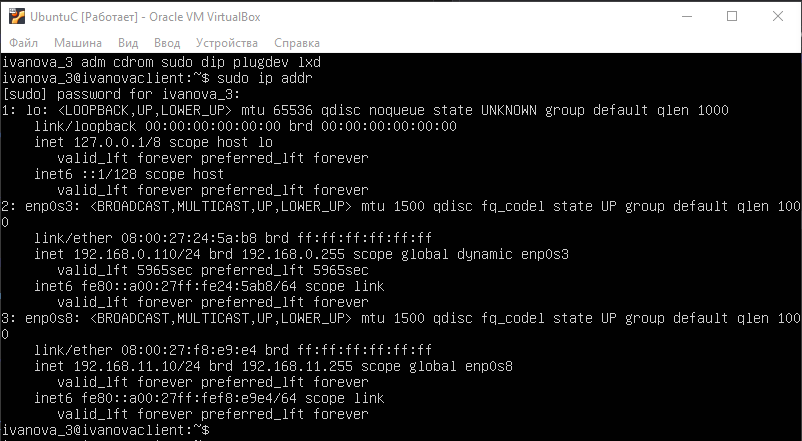 UbuntuC [Работает] - Oracle VM VirtualBox
Файл Машина Вид Ввод Устройства Справка
ivanova_3 adm cdrom sudo dip plugdev lxd
ivanova_3@ivanovaclient:~$ sudo ip addr
[sudo] password for ivanova_3:
1: lo: <LOOPBACK,UP,LOWER_UP> mtu 65536 qdisc noqueue state UNKNOWN group default qlen 1000
    link/loopback 00:00:00:00:00:00 brd 00:00:00:00:00:00
    inet 127.0.0.1/8 scope host lo
       valid_lft forever preferred_lft forever
    inet6 ::1/128 scope host
       valid_lft forever preferred_lft forever
2: enp0s3: <BROADCAST,MULTICAST,UP,LOWER_UP> mtu 1500 qdisc fq_codel state UP group default qlen 100
0
    link/ether 08:00:27:24:5a:b8 brd ff:ff:ff:ff:ff:ff
    inet 192.168.0.110/24 brd 192.168.0.255 scope global dynamic enp0s3
       valid_lft 5965sec preferred_lft 5965sec
    inet6 fe80::a00:27ff:fe24:5ab8/64 scope link
       valid_lft forever preferred_lft forever
3: enp0s8: <BROADCAST,MULTICAST,UP,LOWER_UP> mtu 1500 qdisc fq_codel state UP group default qlen 100
0
    link/ether 08:00:27:f8:e9:e4 brd ff:ff:ff:ff:ff:ff
    inet 192.168.11.10/24 brd 192.168.11.255 scope global enp0s8
       valid_lft forever preferred_lft forever
    inet6 fe80::a00:27ff:fef8:e9e4/64 scope link
       valid_lft forever preferred_lft forever
ivanova_3@ivanovaclient:~$